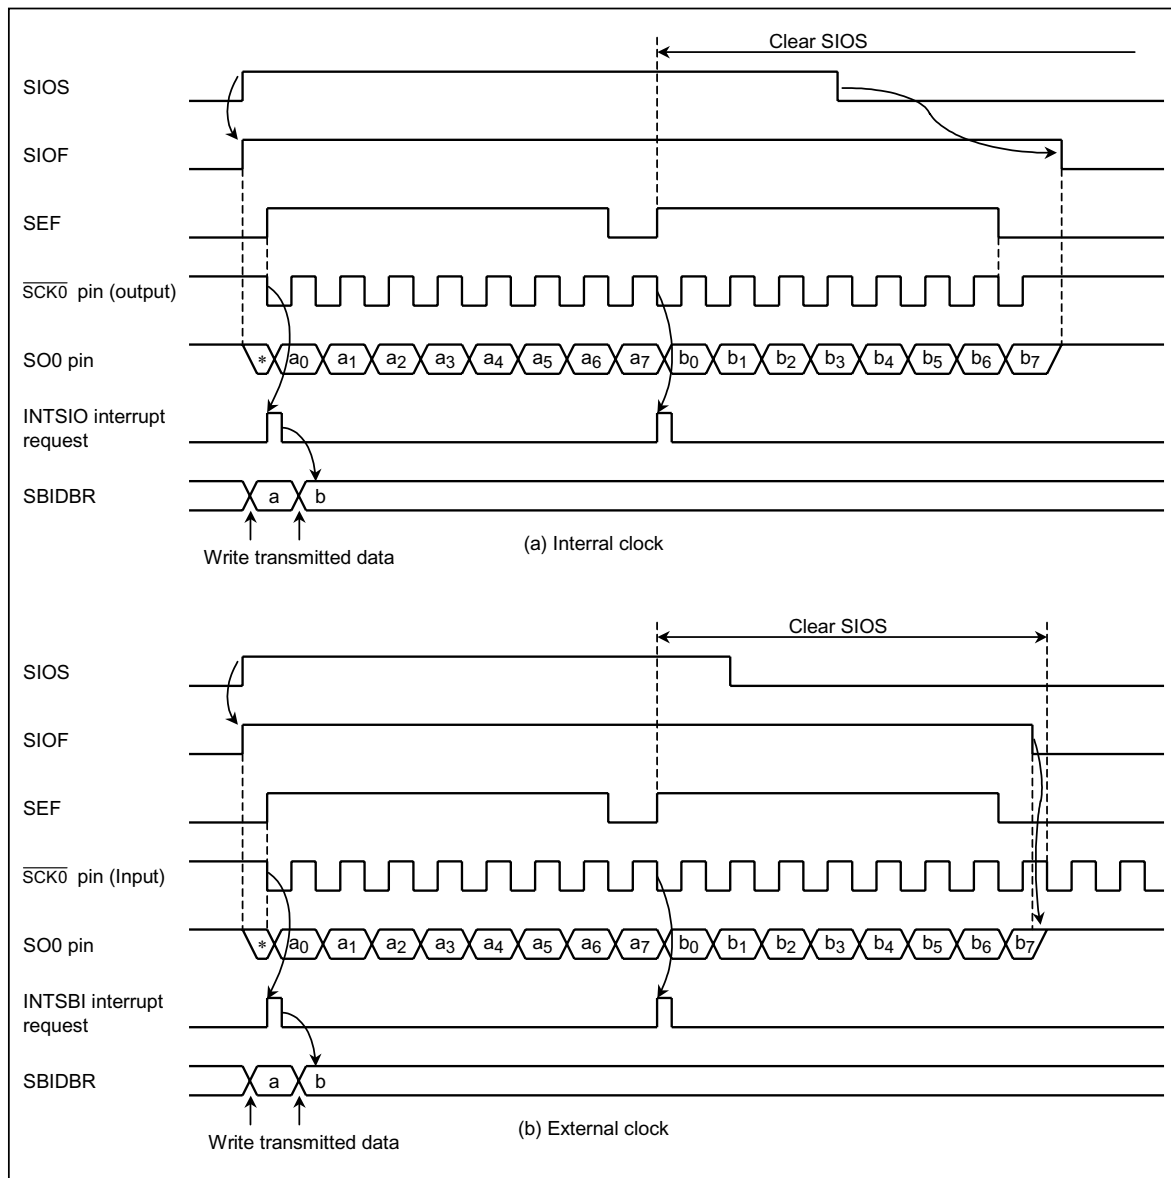 Clear SIOS
SIOS
SIOF
SEF
SCK0 pin (output)
SO0 pin
* a0 a1 a2 a3 a4 a5 a6 a7 b0 b1 b2 b3 b4 b5 b6 b7
INTSIO interrupt
request
SBIDBR
a b
Write transmitted data
(a) Interral clock
Clear SIOS
SIOS
SIOF
SEF
SCK0 pin (Input)
SO0 pin
* a0 a1 a2 a3 a4 a5 a6 a7 b0 b1 b2 b3 b4 b5 b6 b7
INTSBI interrupt
request
SBIDBR
a b
Write transmitted data
(b) External clock